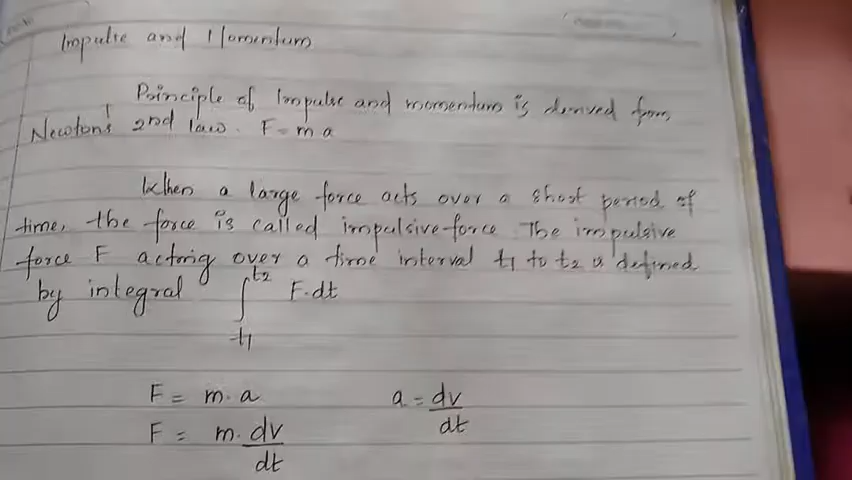 Impulse and Momentum
Principle of Impulse and momentum is derived from
Newton's 2nd law. F = ma
When a large force acts over a short period of
time, the force is called impulsive force. The impulsive
force F acting over a time interval t1 to t2 is defined
by integral ∫_{t1}^{t2} F·dt
F = m·a a = dv/dt
F = m·dv/dt